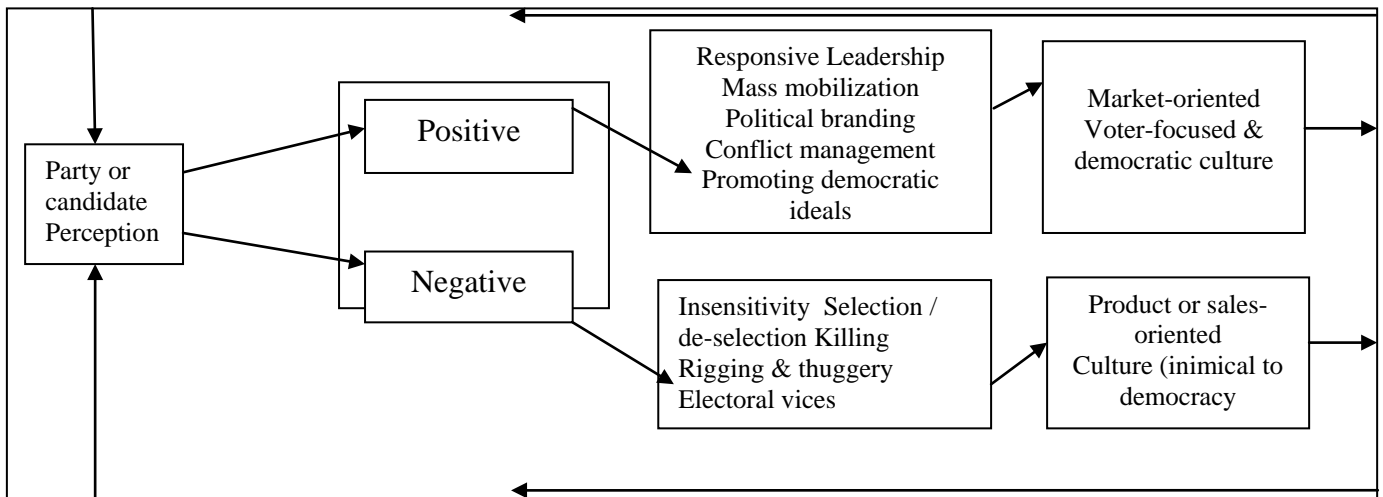 Party or
candidate
Perception
Positive
Negative
Responsive Leadership
Mass mobilization
Political branding
Conflict management
Promoting democratic
ideals
Insensitivity Selection /
de-selection Killing
Rigging & thuggery
Electoral vices
Market-oriented
Voter-focused &
democratic culture
Product or sales-
oriented
Culture (inimical to
democracy